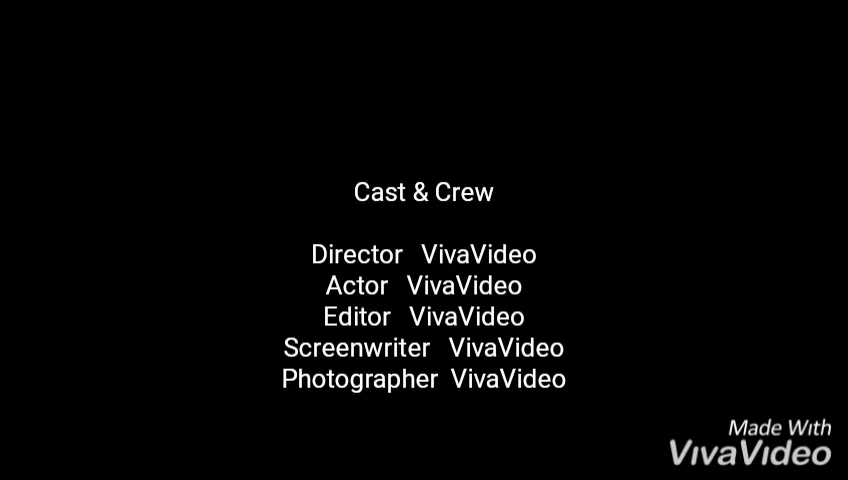 Cast & Crew
Director VivaVideo
Actor VivaVideo
Editor VivaVideo
Screenwriter VivaVideo
Photographer VivaVideo
Made With
VivaVideo